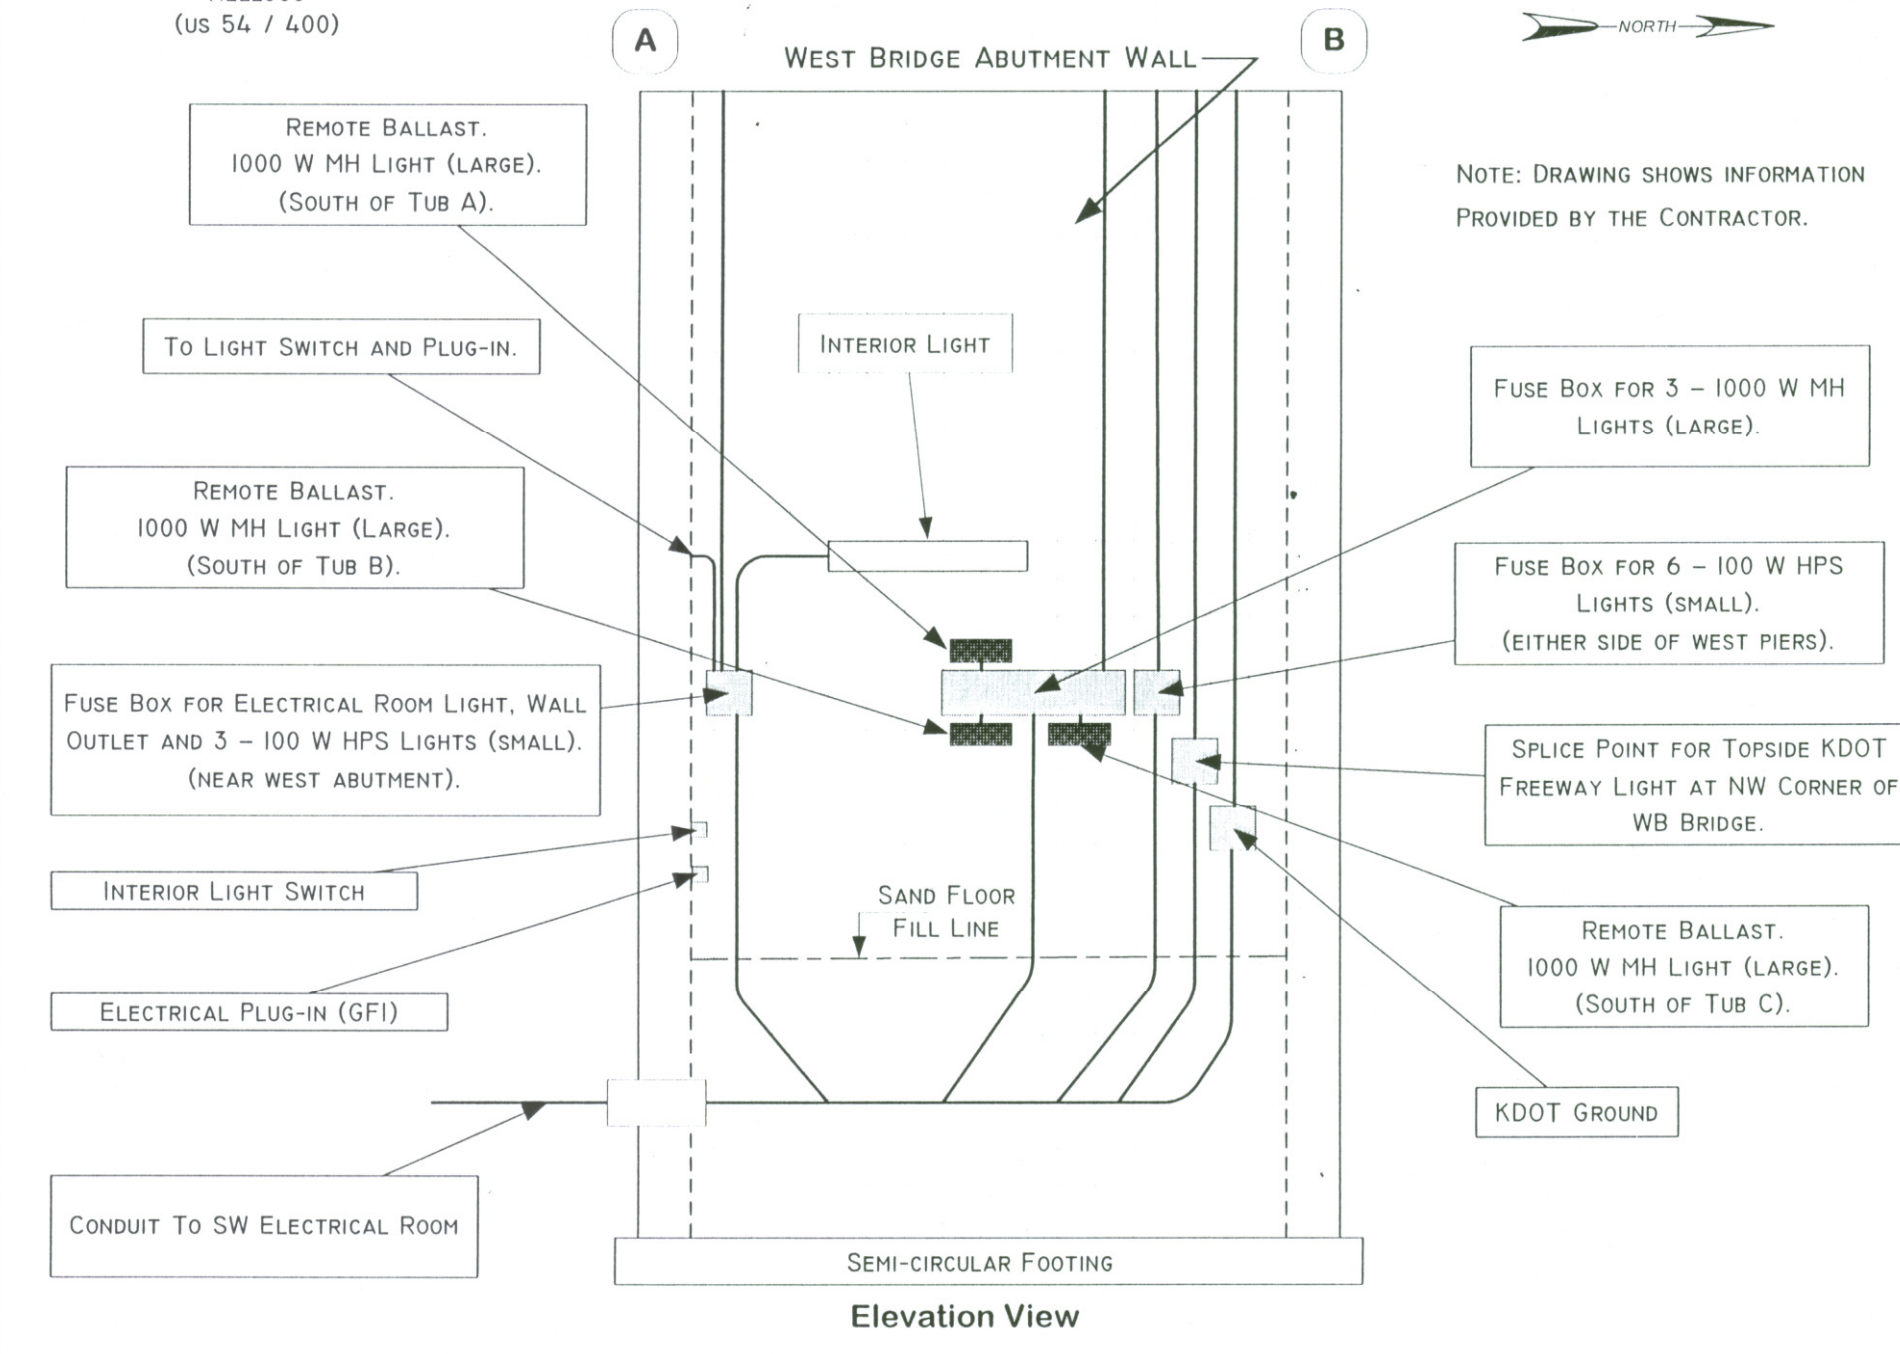 (US 54 / 400)
A
B
NORTH
WEST BRIDGE ABUTMENT WALL
REMOTE BALLAST.
1000 W MH LIGHT (LARGE).
(SOUTH OF TUB A).
NOTE: DRAWING SHOWS INFORMATION
PROVIDED BY THE CONTRACTOR.
TO LIGHT SWITCH AND PLUG-IN.
INTERIOR LIGHT
FUSE BOX FOR 3 – 1000 W MH
LIGHTS (LARGE).
REMOTE BALLAST.
1000 W MH LIGHT (LARGE).
(SOUTH OF TUB B).
FUSE BOX FOR 6 – 100 W HPS
LIGHTS (SMALL).
(EITHER SIDE OF WEST PIERS).
FUSE BOX FOR ELECTRICAL ROOM LIGHT, WALL
OUTLET AND 3 – 100 W HPS LIGHTS (SMALL).
(NEAR WEST ABUTMENT).
SPLICE POINT FOR TOPSIDE KDOT
FREEWAY LIGHT AT NW CORNER OF
WB BRIDGE.
INTERIOR LIGHT SWITCH
SAND FLOOR
FILL LINE
REMOTE BALLAST.
1000 W MH LIGHT (LARGE).
(SOUTH OF TUB C).
ELECTRICAL PLUG-IN (GFI)
KDOT GROUND
CONDUIT TO SW ELECTRICAL ROOM
SEMI-CIRCULAR FOOTING
Elevation View